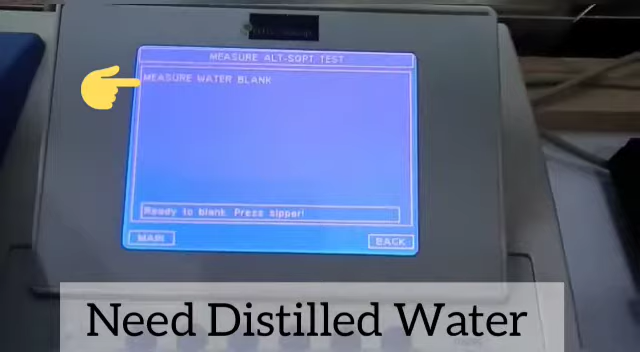 MEASURE ALT-SGPT TEST
MEASURE WATER BLANK
Ready to blank. Press sipper!
MAIN
BACK
Need Distilled Water